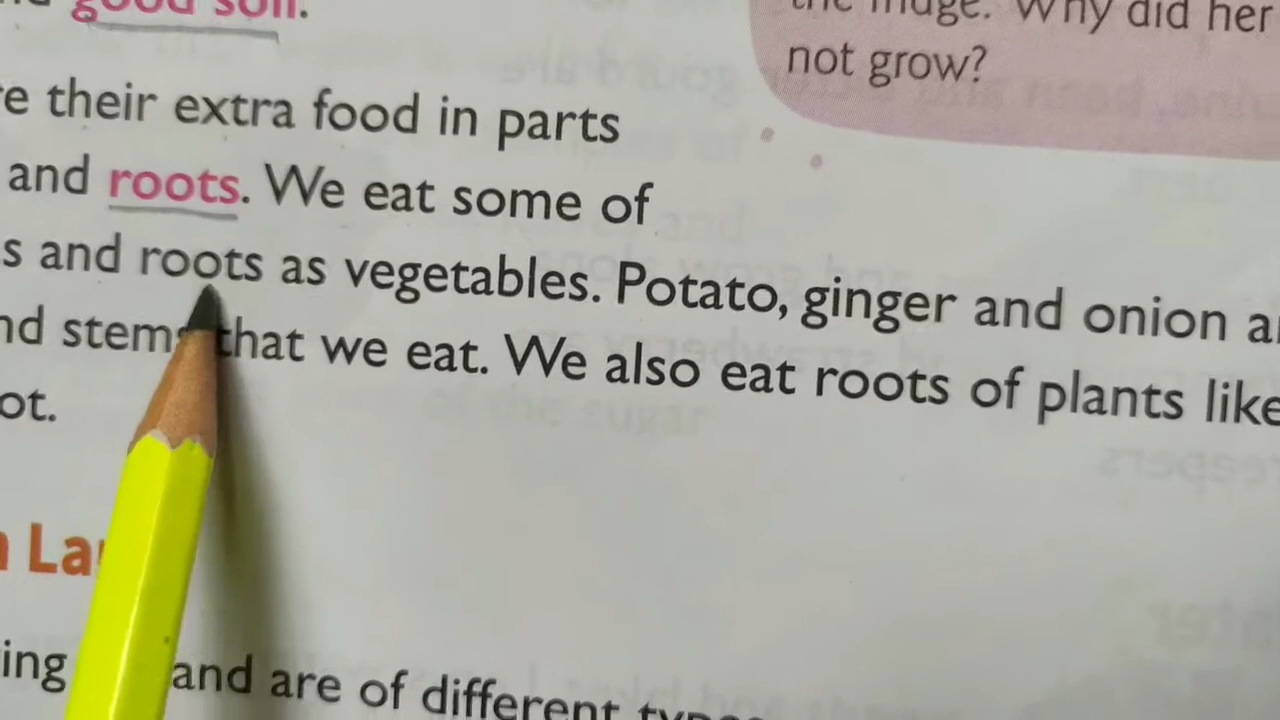 good soil.
e their extra food in parts
and roots. We eat some of
s and roots as vegetables. Potato, ginger and onion a
nd stems that we eat. We also eat roots of plants like
ot.
La
ing and are of different types
the image. Why did her
not grow?